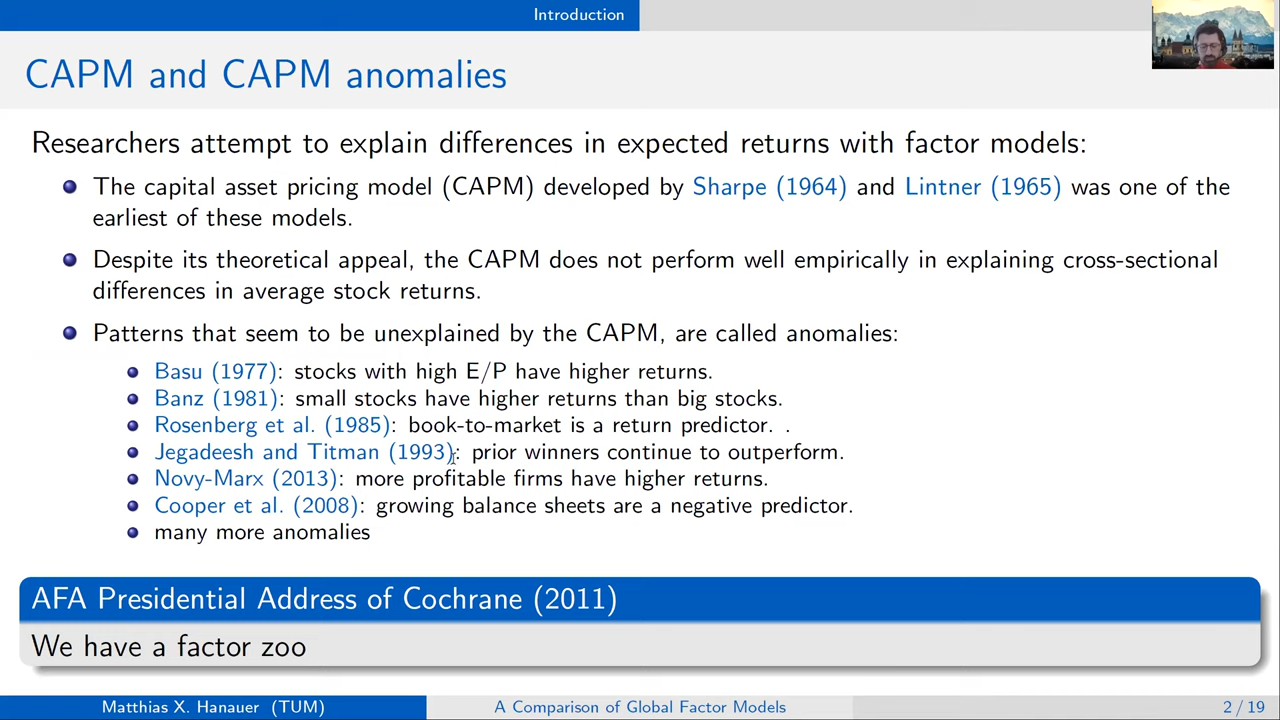 Introduction
CAPM and CAPM anomalies
Researchers attempt to explain differences in expected returns with factor models:
The capital asset pricing model (CAPM) developed by Sharpe (1964) and Lintner (1965) was one of the
earliest of these models.
Despite its theoretical appeal, the CAPM does not perform well empirically in explaining cross-sectional
differences in average stock returns.
Patterns that seem to be unexplained by the CAPM, are called anomalies:
Basu (1977): stocks with high E/P have higher returns.
Banz (1981): small stocks have higher returns than big stocks.
Rosenberg et al. (1985): book-to-market is a return predictor. .
Jegadeesh and Titman (1993): prior winners continue to outperform.
Novy-Marx (2013): more profitable firms have higher returns.
Cooper et al. (2008): growing balance sheets are a negative predictor.
many more anomalies
AFA Presidential Address of Cochrane (2011)
We have a factor zoo
Matthias X. Hanauer (TUM)
A Comparison of Global Factor Models
2 / 19